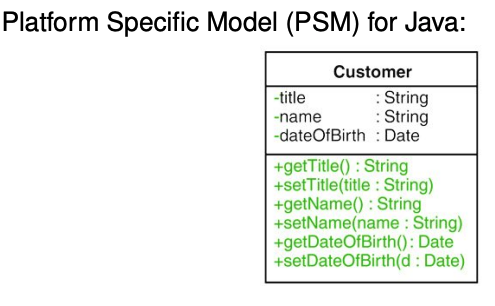 Platform Specific Model (PSM) for Java:
Customer
-title : String
-name : String
-dateOfBirth : Date
+getTitle() : String
+setTitle(title : String)
+getName() : String
+setName(name : String)
+getDateOfBirth(): Date
+setDateOfBirth(d : Date)